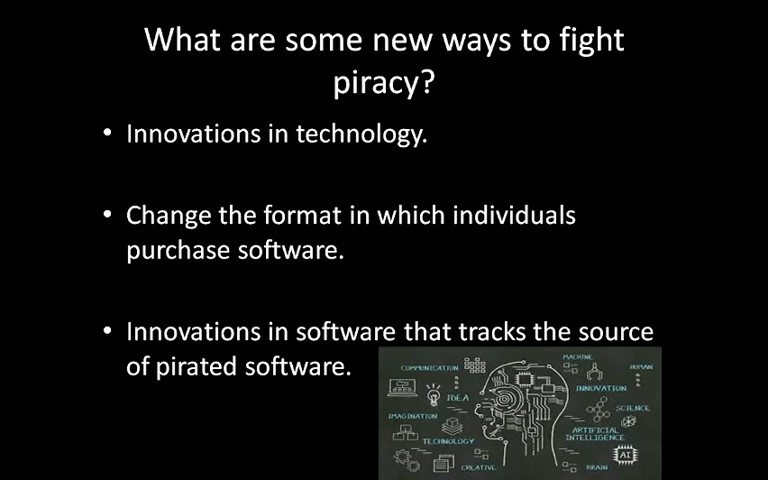 What are some new ways to fight
piracy?
• Innovations in technology.
• Change the format in which individuals
purchase software.
• Innovations in software that tracks the source
of pirated software.
COMMUNICATION
MACHINE
HUMAN
IDEA
INNOVATION
IMAGINATION
SCIENCE
TECHNOLOGY
ARTIFICIAL
INTELLIGENCE
AI
CREATIVE
BRAIN